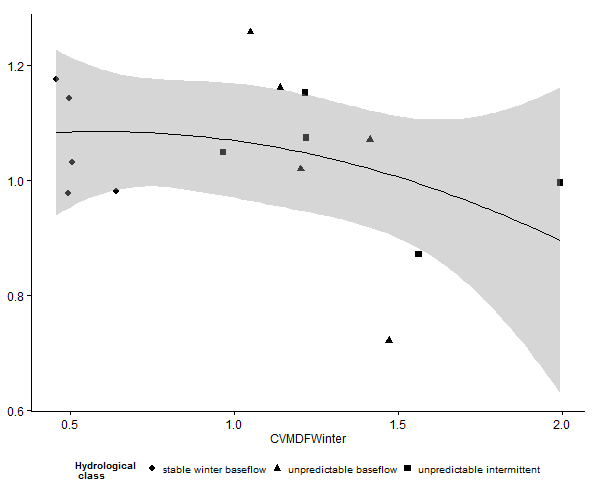 1.2
1.0
0.8
0.6
0.5 1.0 1.5 2.0
CVMDFWinter
Hydrological
class
stable winter baseflow unpredictable baseflow unpredictable intermittent